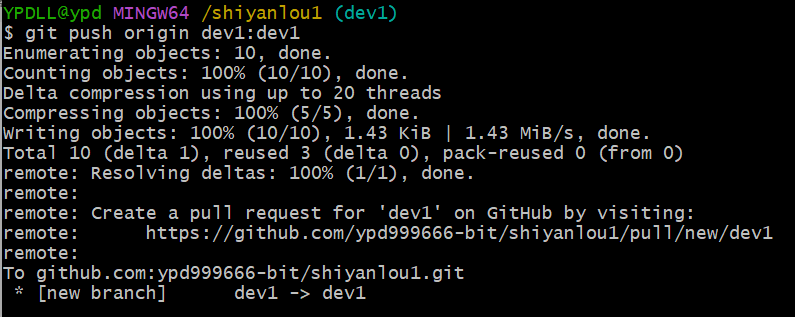 YPDLL@ypd MINGW64 /shiyanlou1 (dev1)
$ git push origin dev1:dev1
Enumerating objects: 10, done.
Counting objects: 100% (10/10), done.
Delta compression using up to 20 threads
Compressing objects: 100% (5/5), done.
Writing objects: 100% (10/10), 1.43 KiB | 1.43 MiB/s, done.
Total 10 (delta 1), reused 3 (delta 0), pack-reused 0 (from 0)
remote: Resolving deltas: 100% (1/1), done.
remote:
remote: Create a pull request for 'dev1' on GitHub by visiting:
remote:      https://github.com/ypd999666-bit/shiyanlou1/pull/new/dev1
remote:
To github.com:ypd999666-bit/shiyanlou1.git
 * [new branch]      dev1 -> dev1